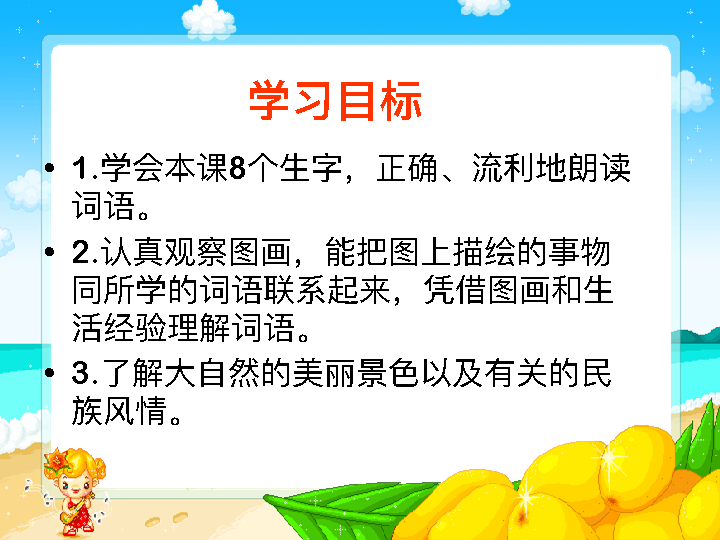 学习目标
• 1.学会本课8个生字，正确、流利地朗读
词语。
• 2.认真观察图画，能把图上描绘的事物
同所学的词语联系起来，凭借图画和生
活经验理解词语。
• 3.了解大自然的美丽景色以及有关的民
族风情。